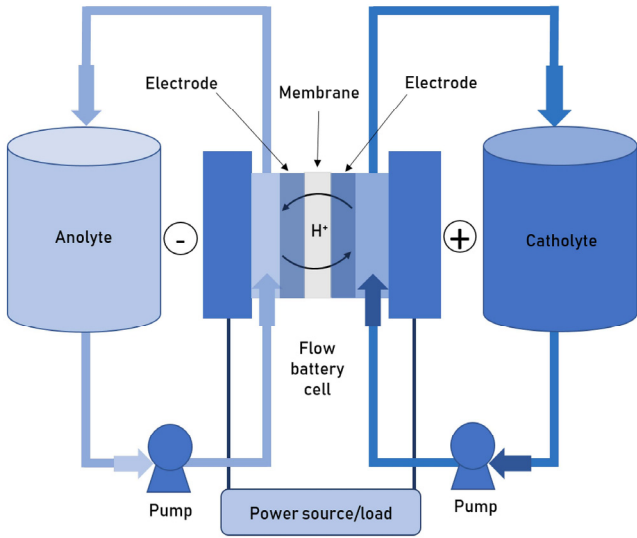 Electrode
Membrane
Electrode
Anolyte
-
H⁺
+
Catholyte
Flow
battery
cell
Pump
Power source/load
Pump